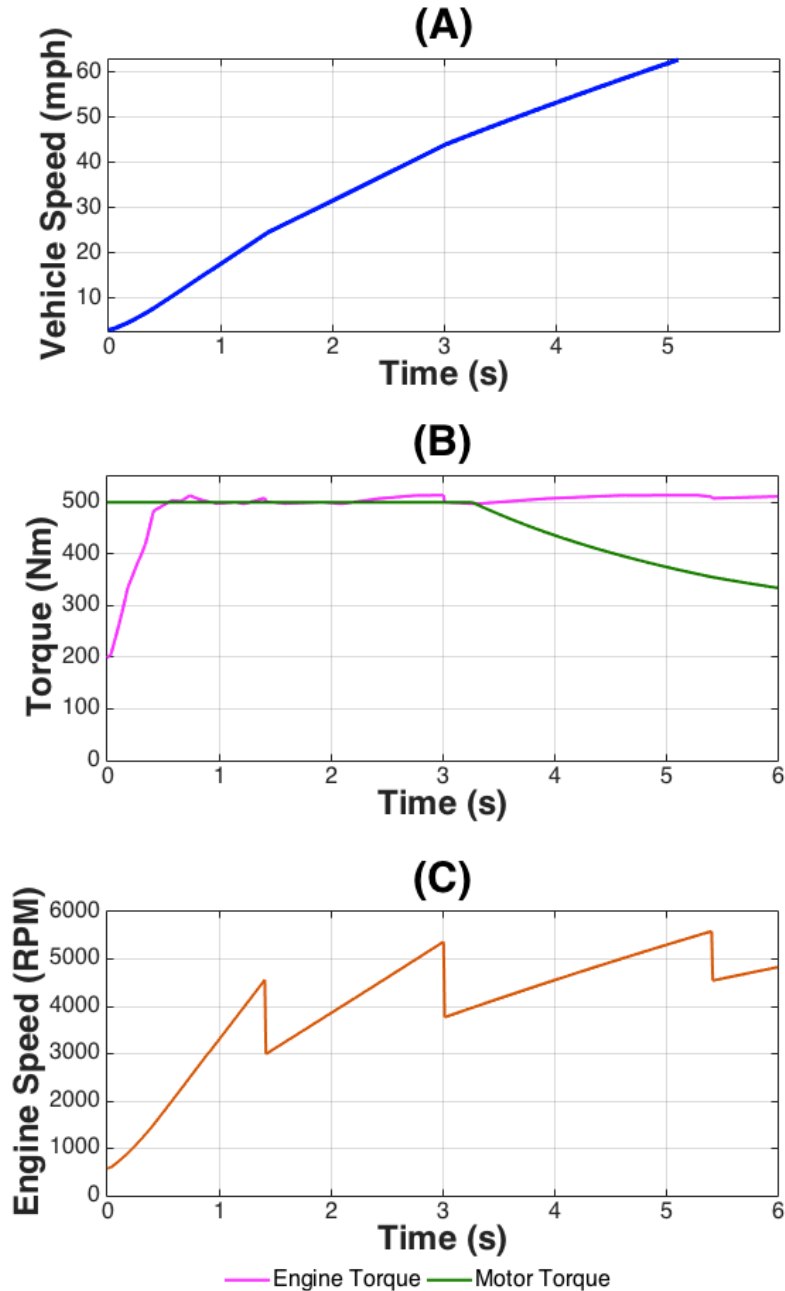 (A)
Vehicle Speed (mph)
60
50
40
30
20
10
0 1 2 3 4 5
Time (s)
(B)
Torque (Nm)
500
400
300
200
100
0
0 1 2 3 4 5 6
Time (s)
(C)
Engine Speed (RPM)
6000
5000
4000
3000
2000
1000
0
0 1 2 3 4 5 6
Time (s)
Engine Torque Motor Torque